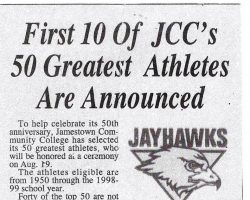 First 10 Of JCC's
50 Greatest Athletes
Are Announced
To help celebrate its 50th
anniversary, Jamestown Com-
munity College has selected
its 50 greatest athletes, who
will be honored at a ceremony
on Aug. 19.
The athletes eligible are
from 1950 through the 1998-
99 school year.
Forty of the top 50 are not
JAYHAWKS